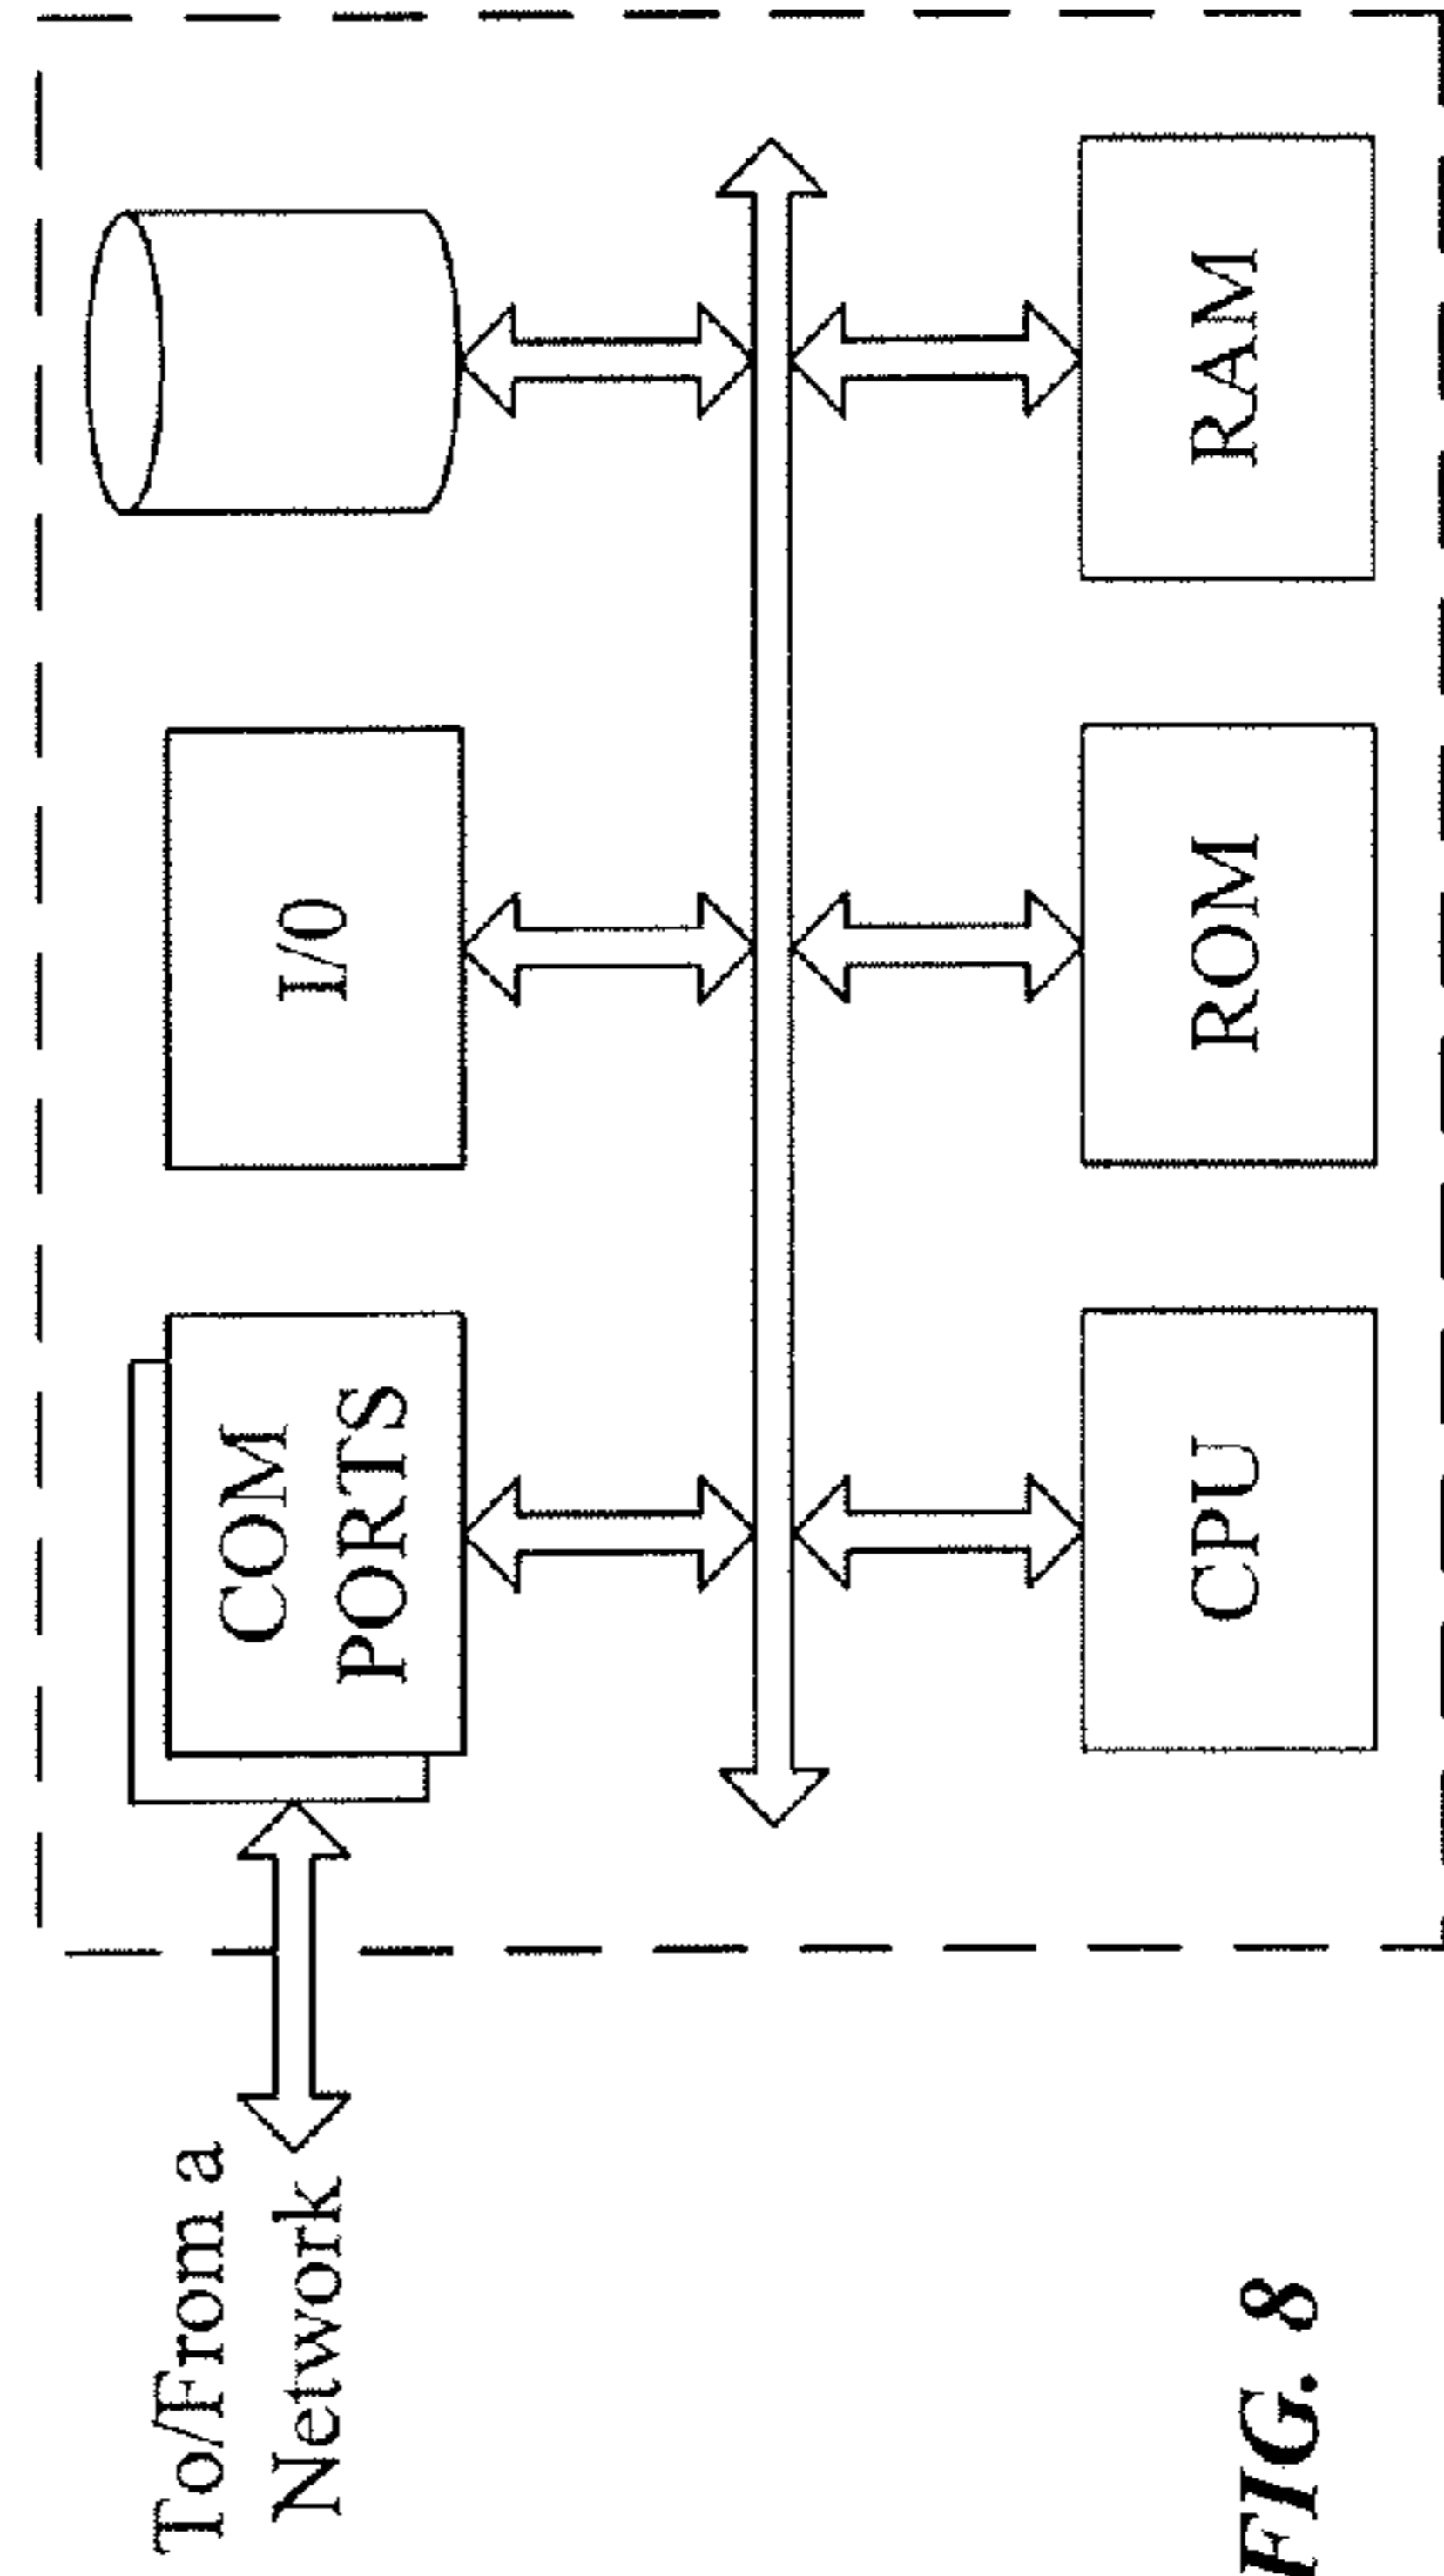 To/From a
Network
COM
PORTS
I/0
CPU
ROM
RAM
FIG. 8